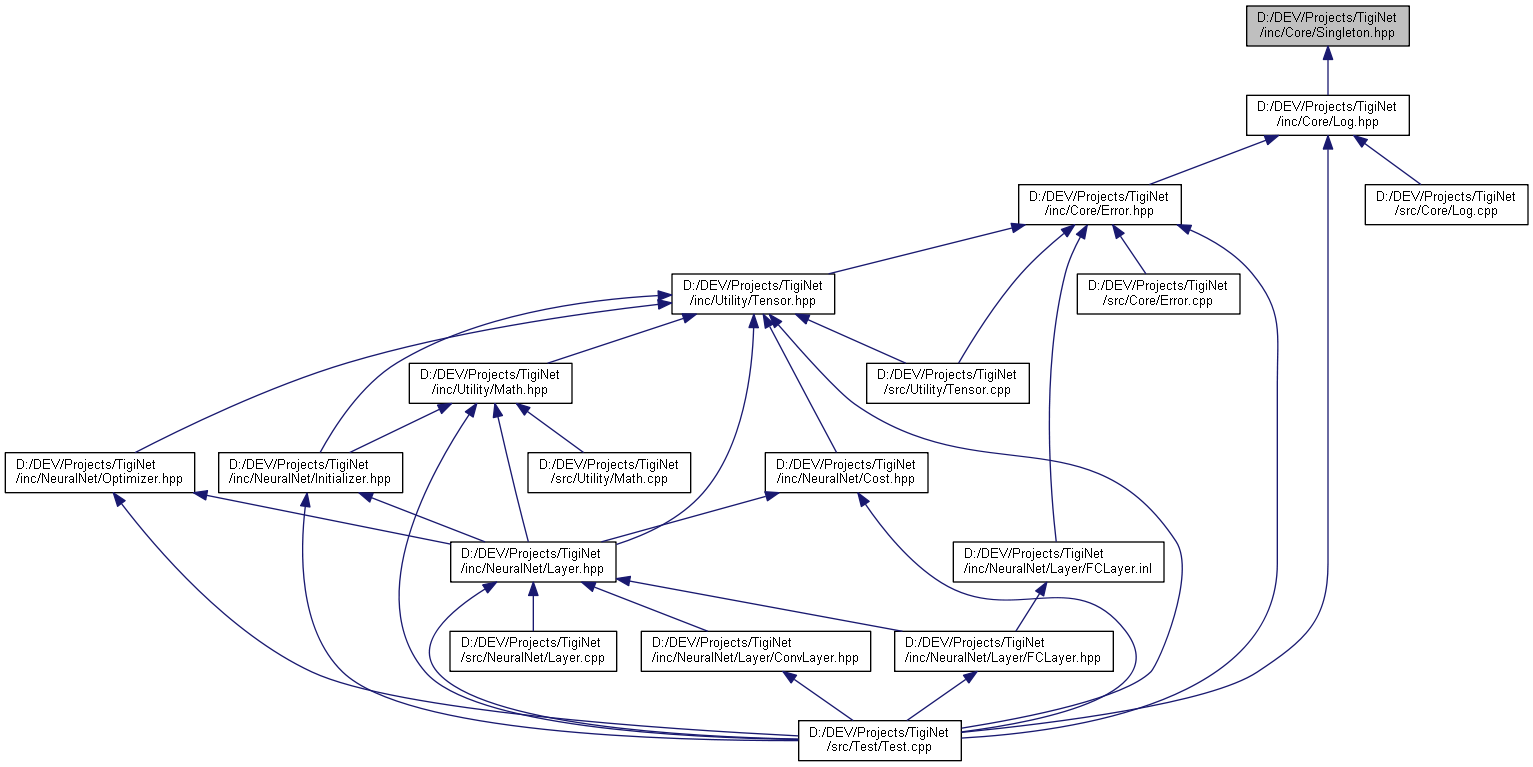 D:/DEV/Projects/TigiNet
/inc/Core/Singleton.hpp
D:/DEV/Projects/TigiNet
/inc/Core/Log.hpp
D:/DEV/Projects/TigiNet
/inc/Core/Error.hpp
D:/DEV/Projects/TigiNet
/src/Core/Log.cpp
D:/DEV/Projects/TigiNet
/inc/Utility/Tensor.hpp
D:/DEV/Projects/TigiNet
/src/Core/Error.cpp
D:/DEV/Projects/TigiNet
/inc/Utility/Math.hpp
D:/DEV/Projects/TigiNet
/src/Utility/Tensor.cpp
D:/DEV/Projects/TigiNet
/inc/NeuralNet/Optimizer.hpp
D:/DEV/Projects/TigiNet
/inc/NeuralNet/Initializer.hpp
D:/DEV/Projects/TigiNet
/src/Utility/Math.cpp
D:/DEV/Projects/TigiNet
/inc/NeuralNet/Cost.hpp
D:/DEV/Projects/TigiNet
/inc/NeuralNet/Layer.hpp
D:/DEV/Projects/TigiNet
/inc/NeuralNet/Layer/FCLayer.inl
D:/DEV/Projects/TigiNet
/src/NeuralNet/Layer.cpp
D:/DEV/Projects/TigiNet
/inc/NeuralNet/Layer/ConvLayer.hpp
D:/DEV/Projects/TigiNet
/inc/NeuralNet/Layer/FCLayer.hpp
D:/DEV/Projects/TigiNet
/src/Test/Test.cpp